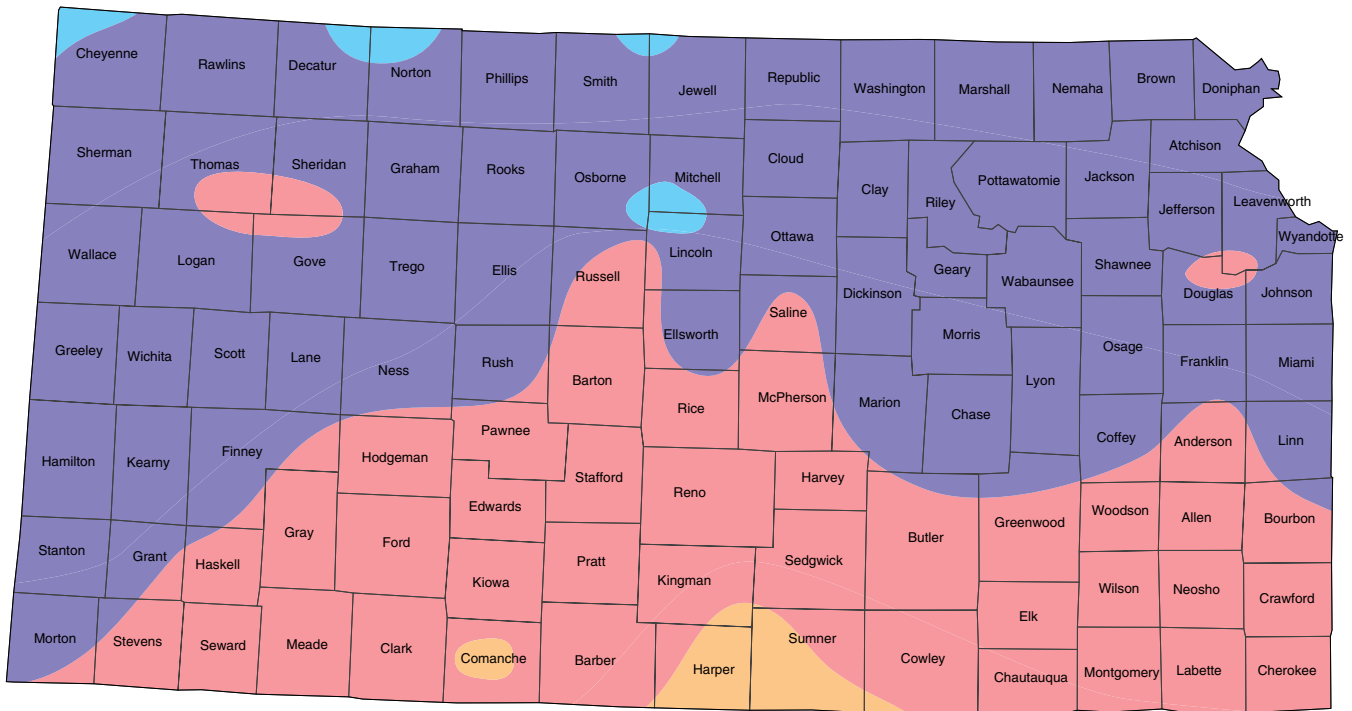 Cheyenne
Rawlins
Decatur
Norton
Phillips
Smith
Jewell
Republic
Washington
Marshall
Nemaha
Brown
Doniphan
Sherman
Thomas
Sheridan
Graham
Rooks
Osborne
Mitchell
Cloud
Clay
Riley
Pottawatomie
Jackson
Atchison
Jefferson
Leavenworth
Wyandotte
Wallace
Logan
Gove
Trego
Ellis
Russell
Lincoln
Ottawa
Dickinson
Geary
Wabaunsee
Shawnee
Douglas
Johnson
Greeley
Wichita
Scott
Lane
Ness
Rush
Barton
Ellsworth
Saline
Morris
Osage
Franklin
Miami
Rice
McPherson
Marion
Chase
Lyon
Coffey
Anderson
Linn
Hamilton
Kearny
Finney
Hodgeman
Pawnee
Stafford
Reno
Harvey
Edwards
Butler
Greenwood
Woodson
Allen
Bourbon
Stanton
Grant
Haskell
Gray
Ford
Kiowa
Pratt
Kingman
Sedgwick
Elk
Wilson
Neosho
Crawford
Morton
Stevens
Seward
Meade
Clark
Comanche
Barber
Harper
Sumner
Cowley
Chautauqua
Montgomery
Labette
Cherokee